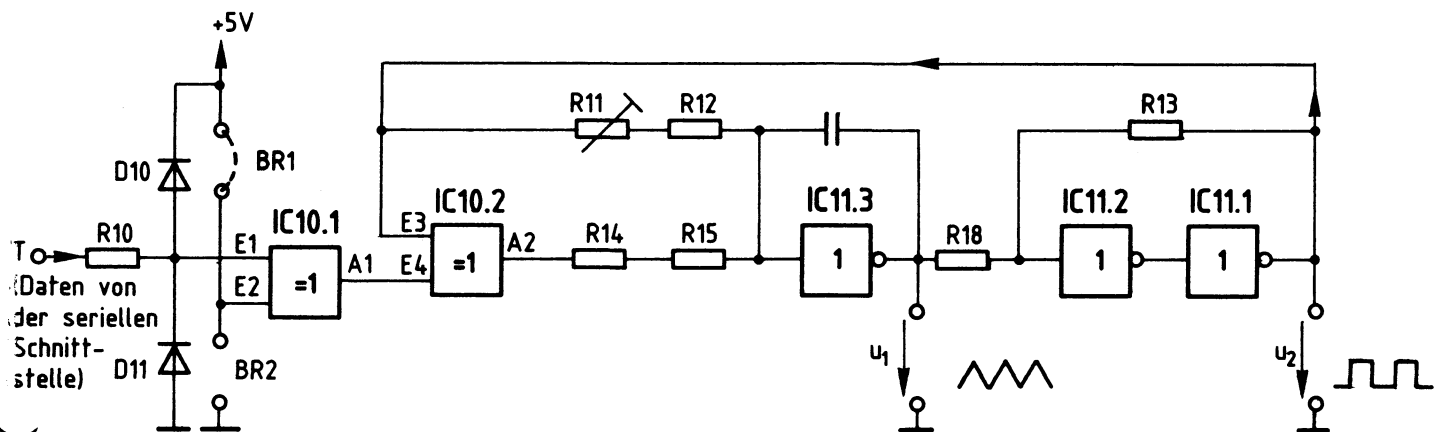 +5V
R11
R12
R13
D10
BR1
IC10.1
IC10.2
IC11.3
IC11.2
IC11.1
T
R10
E1
E2
=1
A1
E3
E4
=1
A2
R14
R15
1
R18
1
1
(Daten von
der seriellen
Schnitt-
stelle)
D11
BR2
u1
u2